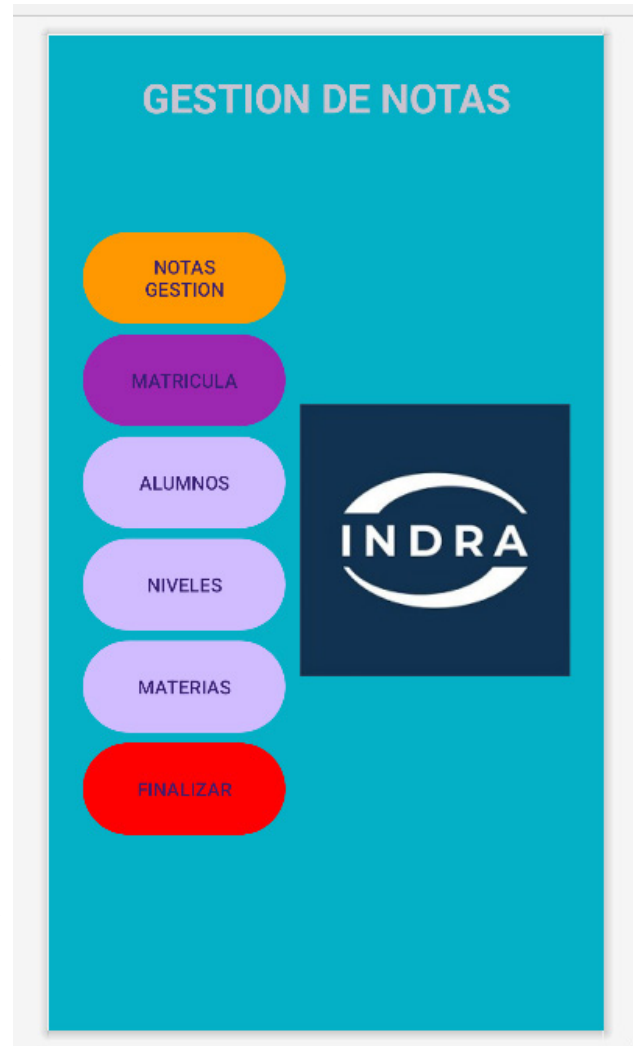 GESTION DE NOTAS
NOTAS
GESTION
MATRICULA
ALUMNOS
NIVELES
MATERIAS
FINALIZAR
INDRA